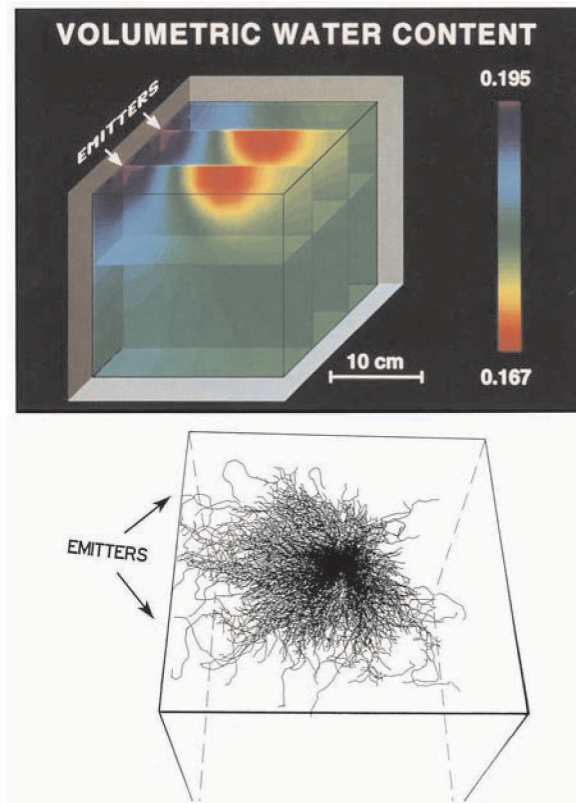 VOLUMETRIC WATER CONTENT
EMITTERS
0.195
10 cm
0.167
EMITTERS